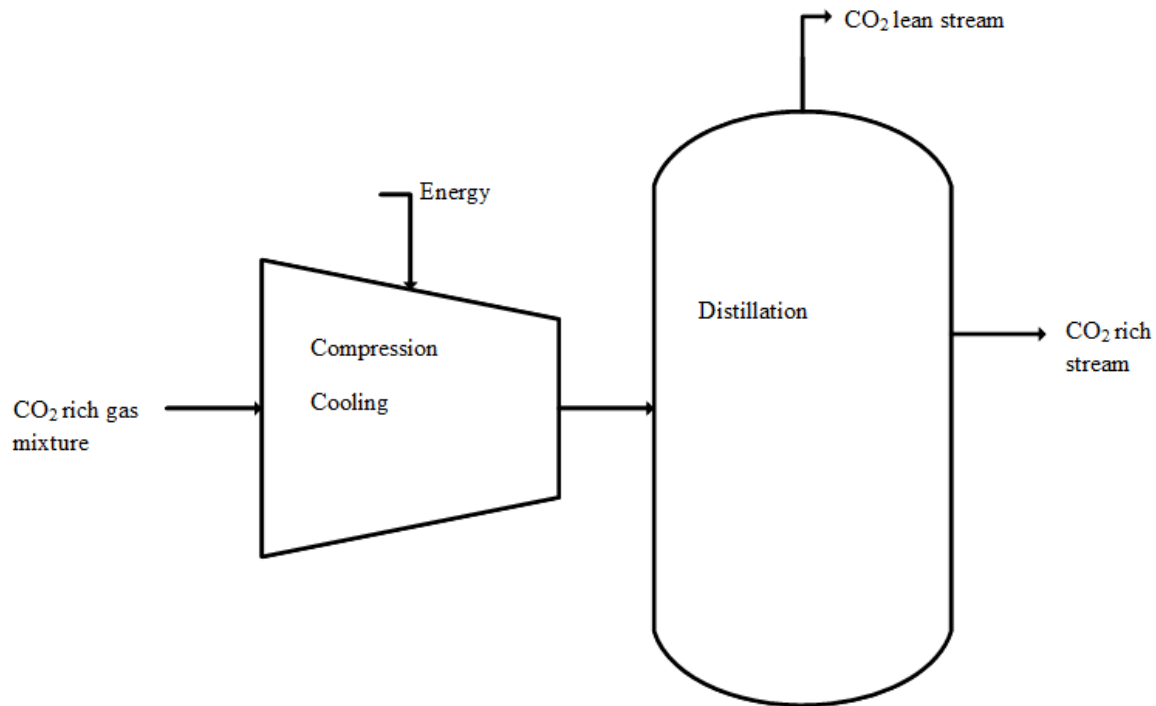 CO₂ lean stream
Energy
Distillation
Compression
Cooling
CO₂ rich
stream
CO₂ rich gas
mixture